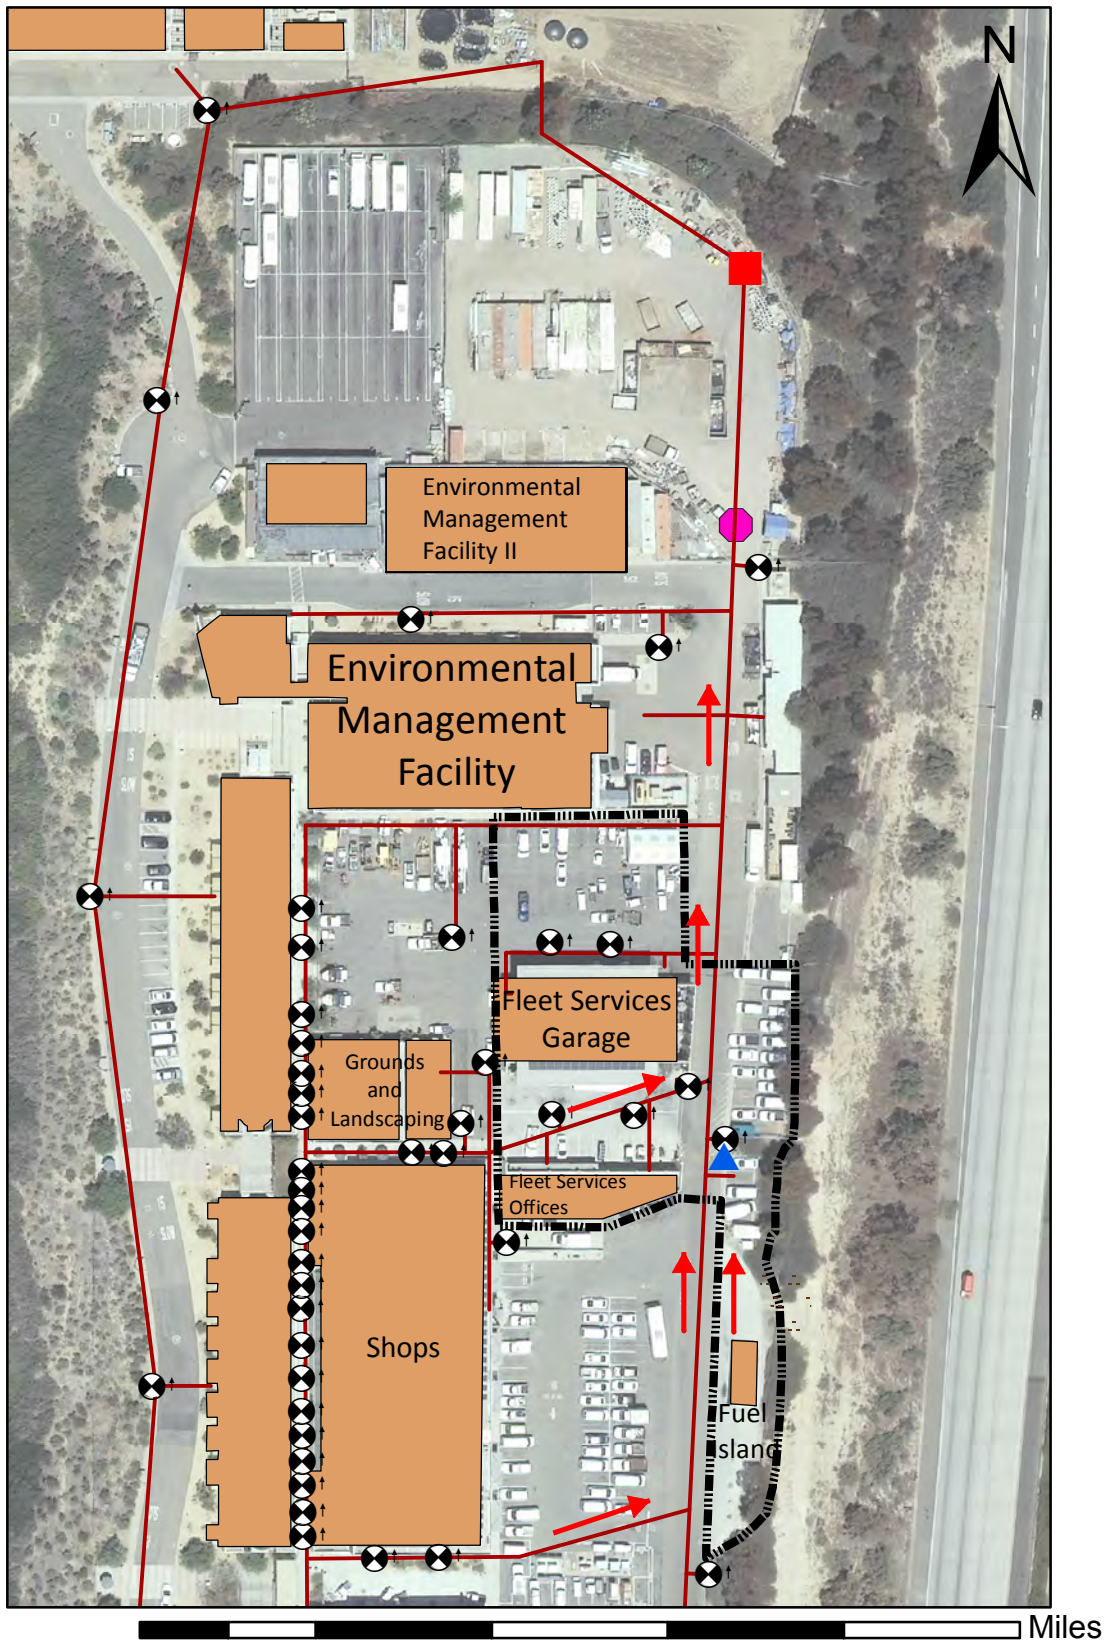 N
Environmental
Management
Facility II
Environmental
Management
Facility
Fleet Services
Garage
Grounds
and
Landscaping
Fleet Services
Offices
Shops
Fuel
Island
Miles